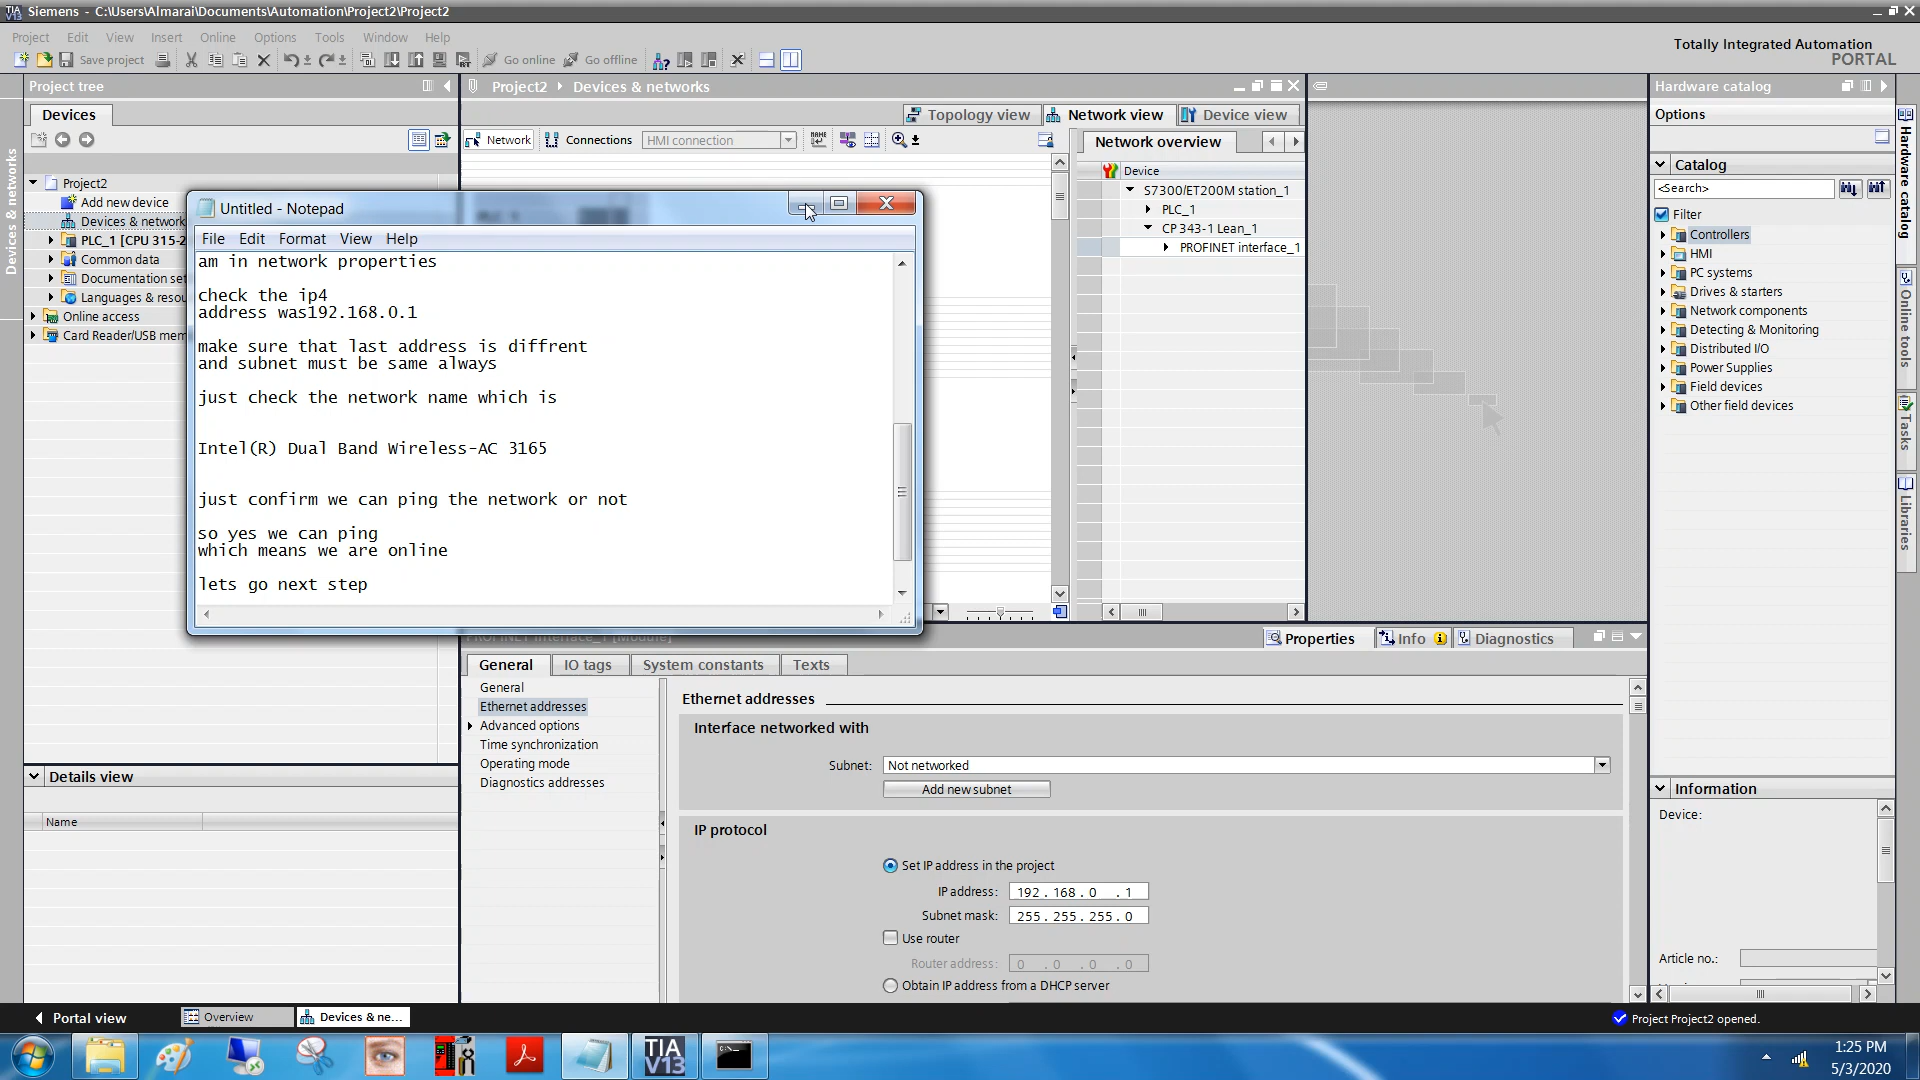 Siemens - C:\Users\Almarai\Documents\Automation\Project2\Project2
Project Edit View Insert Online Options Tools Window Help
Totally Integrated Automation
PORTAL
Save project
Go online
Go offline
Project tree
Project2 Devices & networks
Hardware catalog
Devices
Topology view
Network view
Device view
Options
Network
Connections
HMI connection
Network overview
Device
Catalog
<Search>
Filter
Project2
Add new device
Devices & network
PLC_1 [CPU 315-2
Common data
Documentation set
Languages & resou
Online access
Card Reader/USB mem
S7300/ET200M station_1
PLC_1
CP 343-1 Lean_1
PROFINET interface_1
Controllers
HMI
PC systems
Drives & starters
Network components
Detecting & Monitoring
Distributed I/O
Power Supplies
Field devices
Other field devices
Devices & networks
Hardware catalog
Online tools
Tasks
Libraries
Untitled - Notepad
File Edit Format View Help
am in network properties
check the ip4
address was192.168.0.1
make sure that last address is diffrent
and subnet must be same always
just check the network name which is
Intel(R) Dual Band Wireless-AC 3165
just confirm we can ping the network or not
so yes we can ping
which means we are online
lets go next step
PROFINET interface_1 [Module]
Properties
Info
Diagnostics
General
IO tags
System constants
Texts
General
Ethernet addresses
Advanced options
Time synchronization
Operating mode
Diagnostics addresses
Ethernet addresses
Interface networked with
Subnet: Not networked
Add new subnet
IP protocol
Set IP address in the project
IP address: 192 . 168 . 0 . 1
Subnet mask: 255 . 255 . 255 . 0
Use router
Router address: 0 . 0 . 0 . 0
Obtain IP address from a DHCP server
Details view
Name
Information
Device:
Article no.:
Portal view
Overview
Devices & ne...
Project Project2 opened.
TIA
V13
1:25 PM
5/3/2020